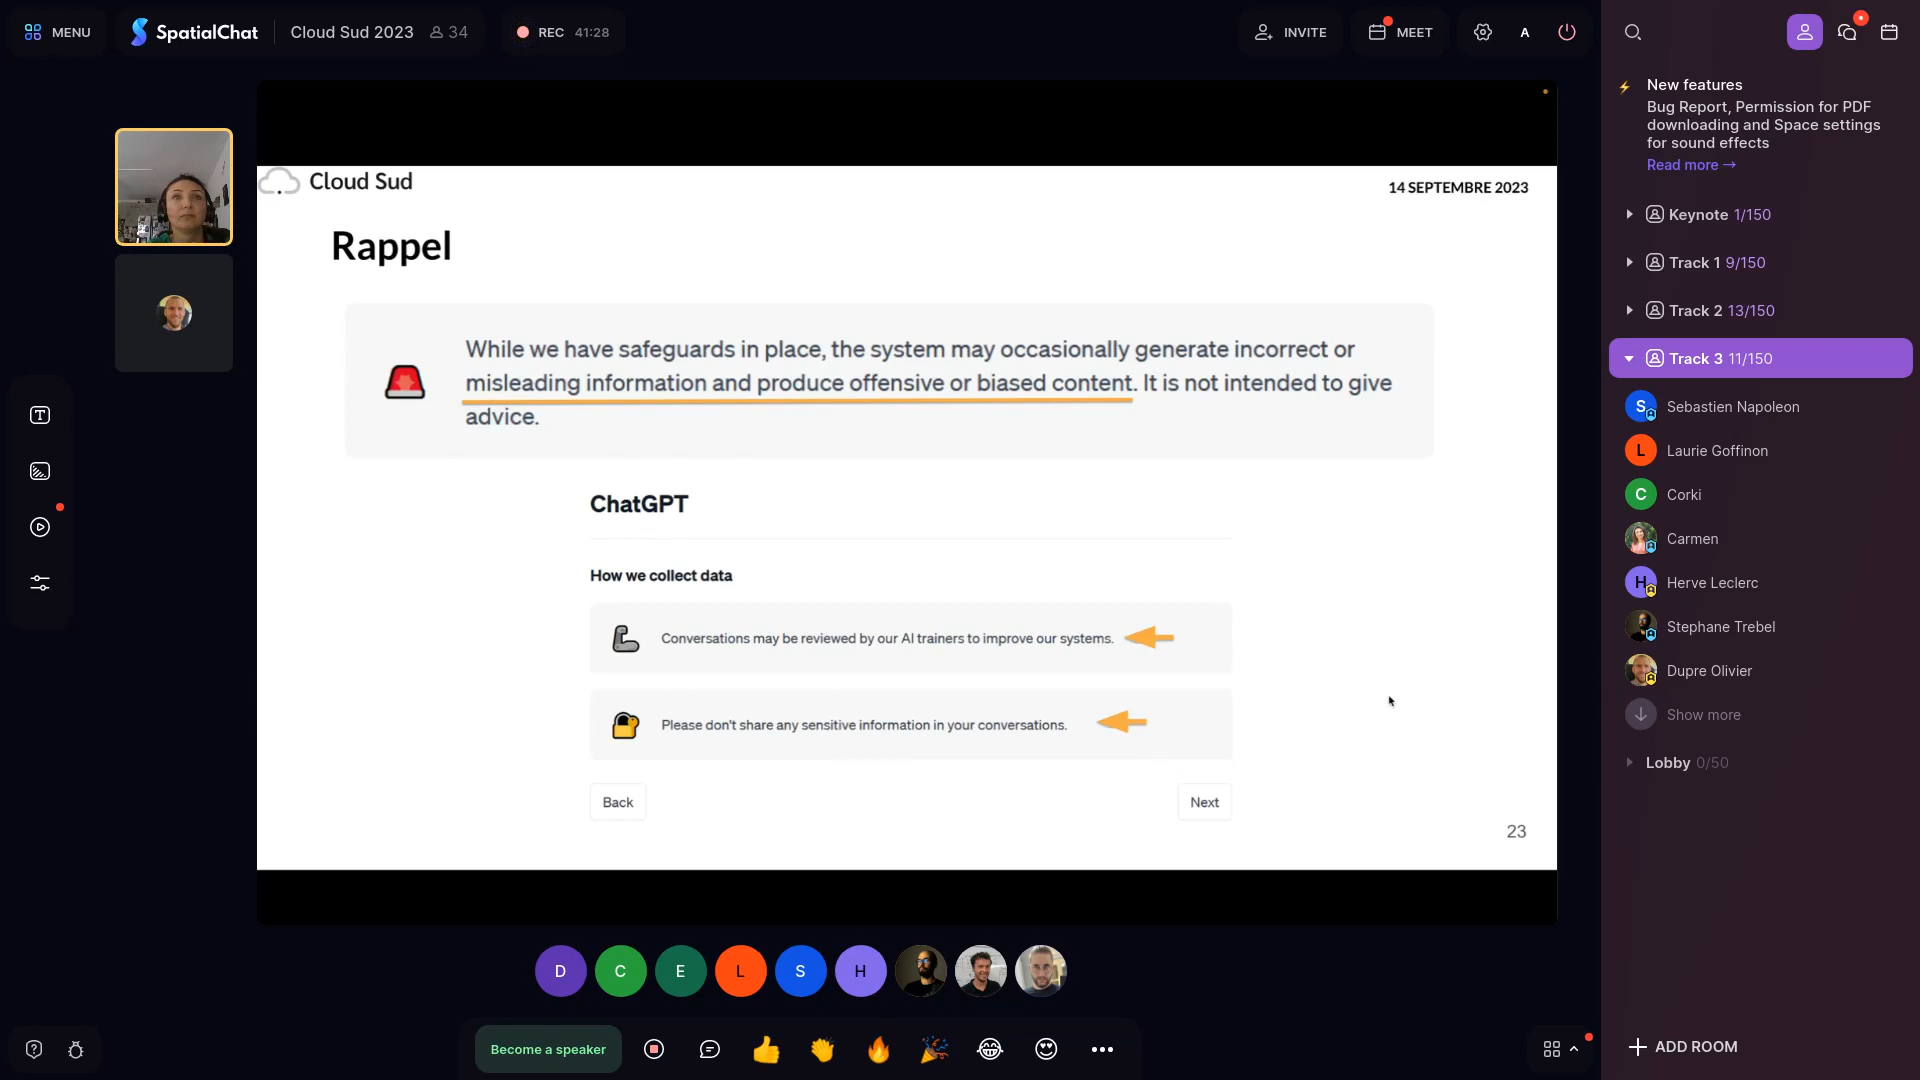 MENU
SpatialChat
Cloud Sud 2023
34
REC 41:28
INVITE
MEET
A
Cloud Sud
14 SEPTEMBRE 2023
Rappel
While we have safeguards in place, the system may occasionally generate incorrect or
misleading information and produce offensive or biased content. It is not intended to give
advice.
ChatGPT
How we collect data
Conversations may be reviewed by our AI trainers to improve our systems.
Please don't share any sensitive information in your conversations.
Back
Next
23
D
C
E
L
S
H
Become a speaker
New features
Bug Report, Permission for PDF
downloading and Space settings
for sound effects
Read more →
Keynote 1/150
Track 1 9/150
Track 2 13/150
Track 3 11/150
S Sebastien Napoleon
L Laurie Goffinon
C Corki
Carmen
H Herve Leclerc
Stephane Trebel
Dupre Olivier
Show more
Lobby 0/50
ADD ROOM